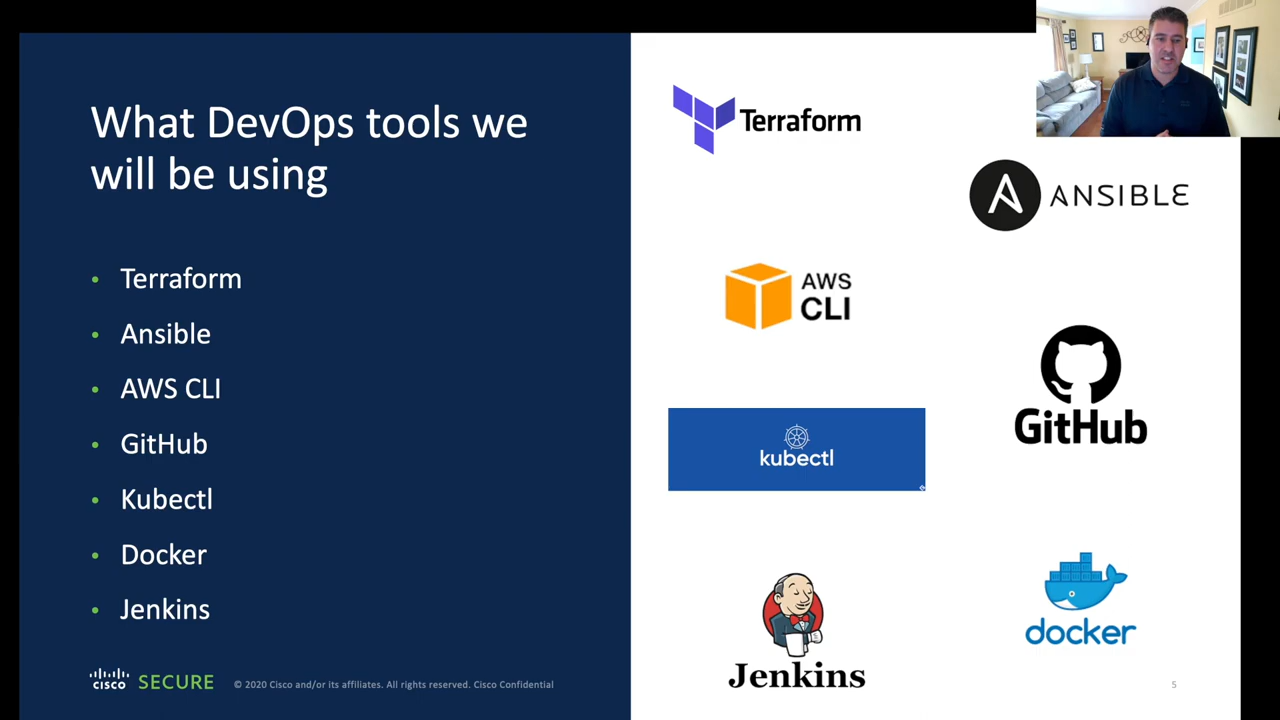 What DevOps tools we
will be using
• Terraform
• Ansible
• AWS CLI
• GitHub
• Kubectl
• Docker
• Jenkins
cisco SECURE
© 2020 Cisco and/or its affiliates. All rights reserved. Cisco Confidential
Terraform
ANSIBLE
AWS
CLI
GitHub
kubectl
docker
Jenkins
5